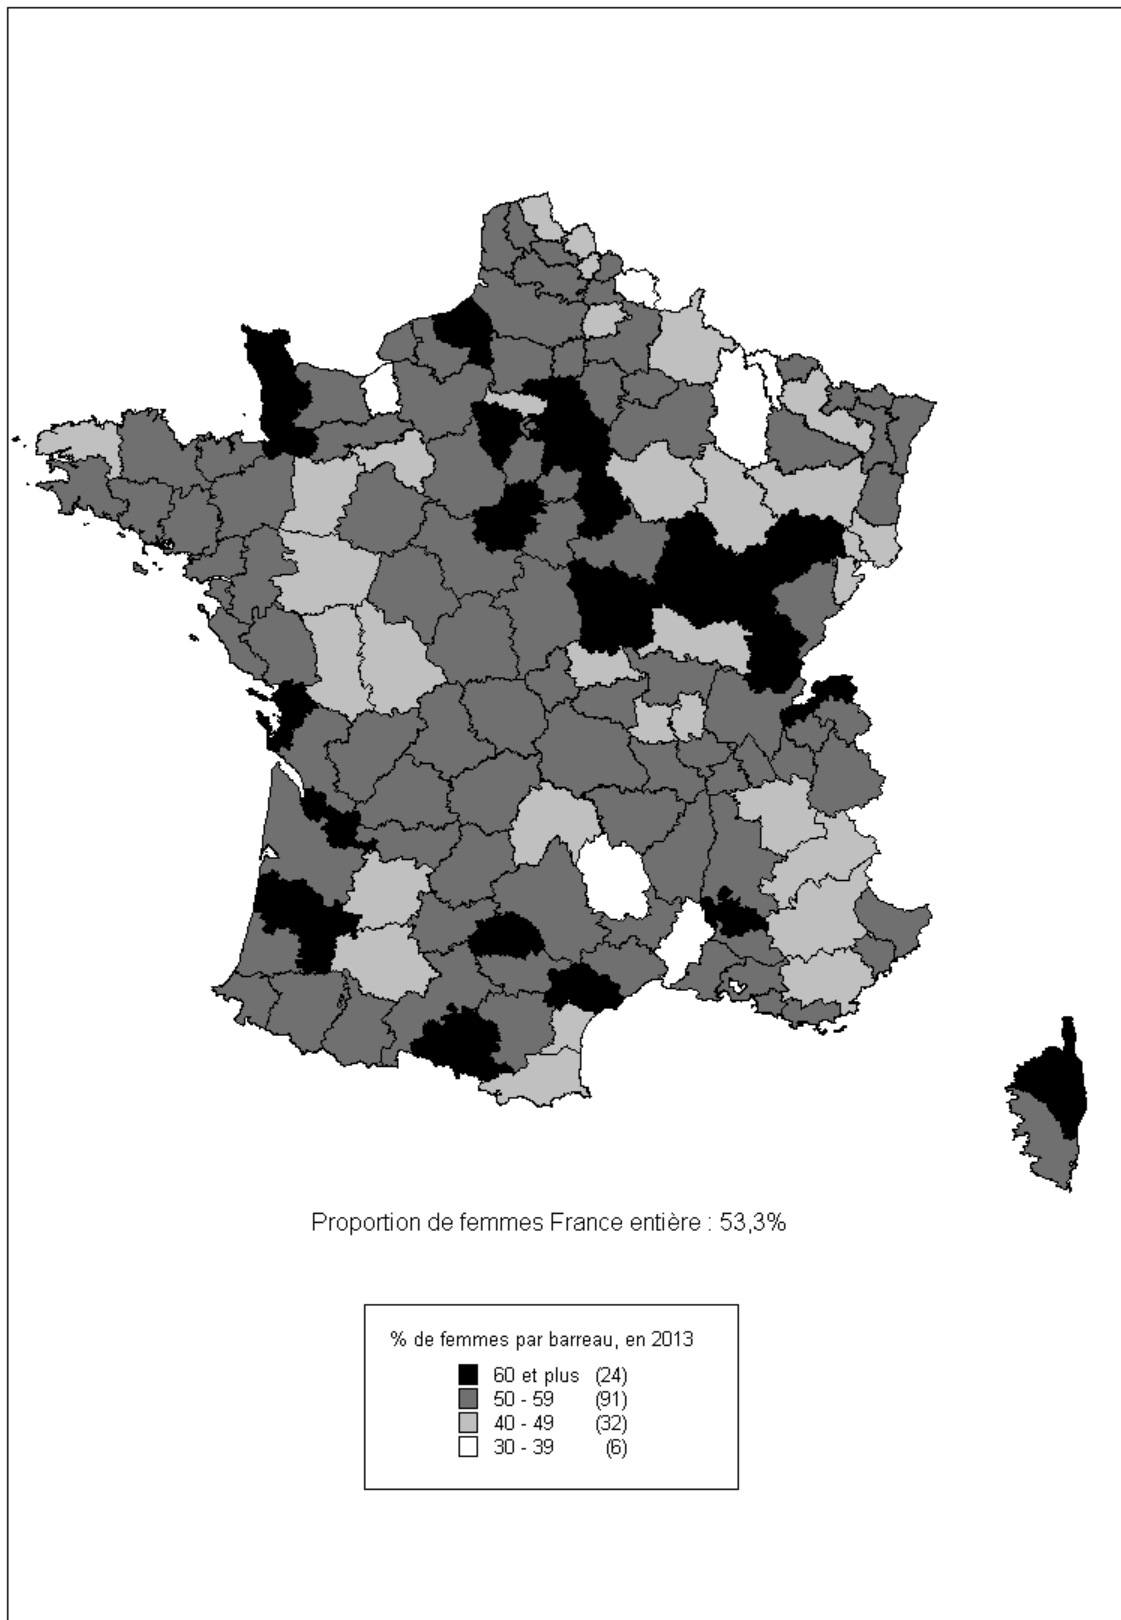 Proportion de femmes France entière : 53,3%
% de femmes par barreau, en 2013
60 et plus (24)
50 - 59 (91)
40 - 49 (32)
30 - 39 (6)